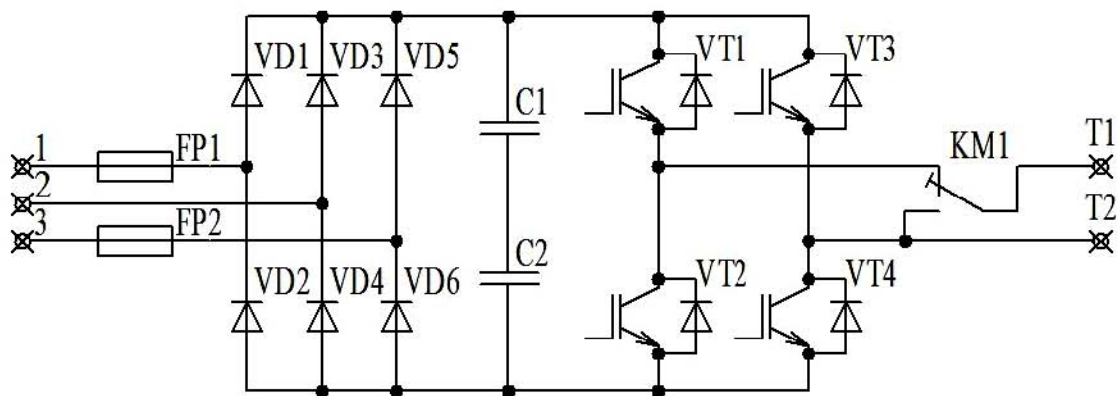 VD1 VD3 VD5 VT1 VT3
C1
1 FP1 KM1 T1
2
3 FP2 T2
C2
VD2 VD4 VD6 VT2 VT4